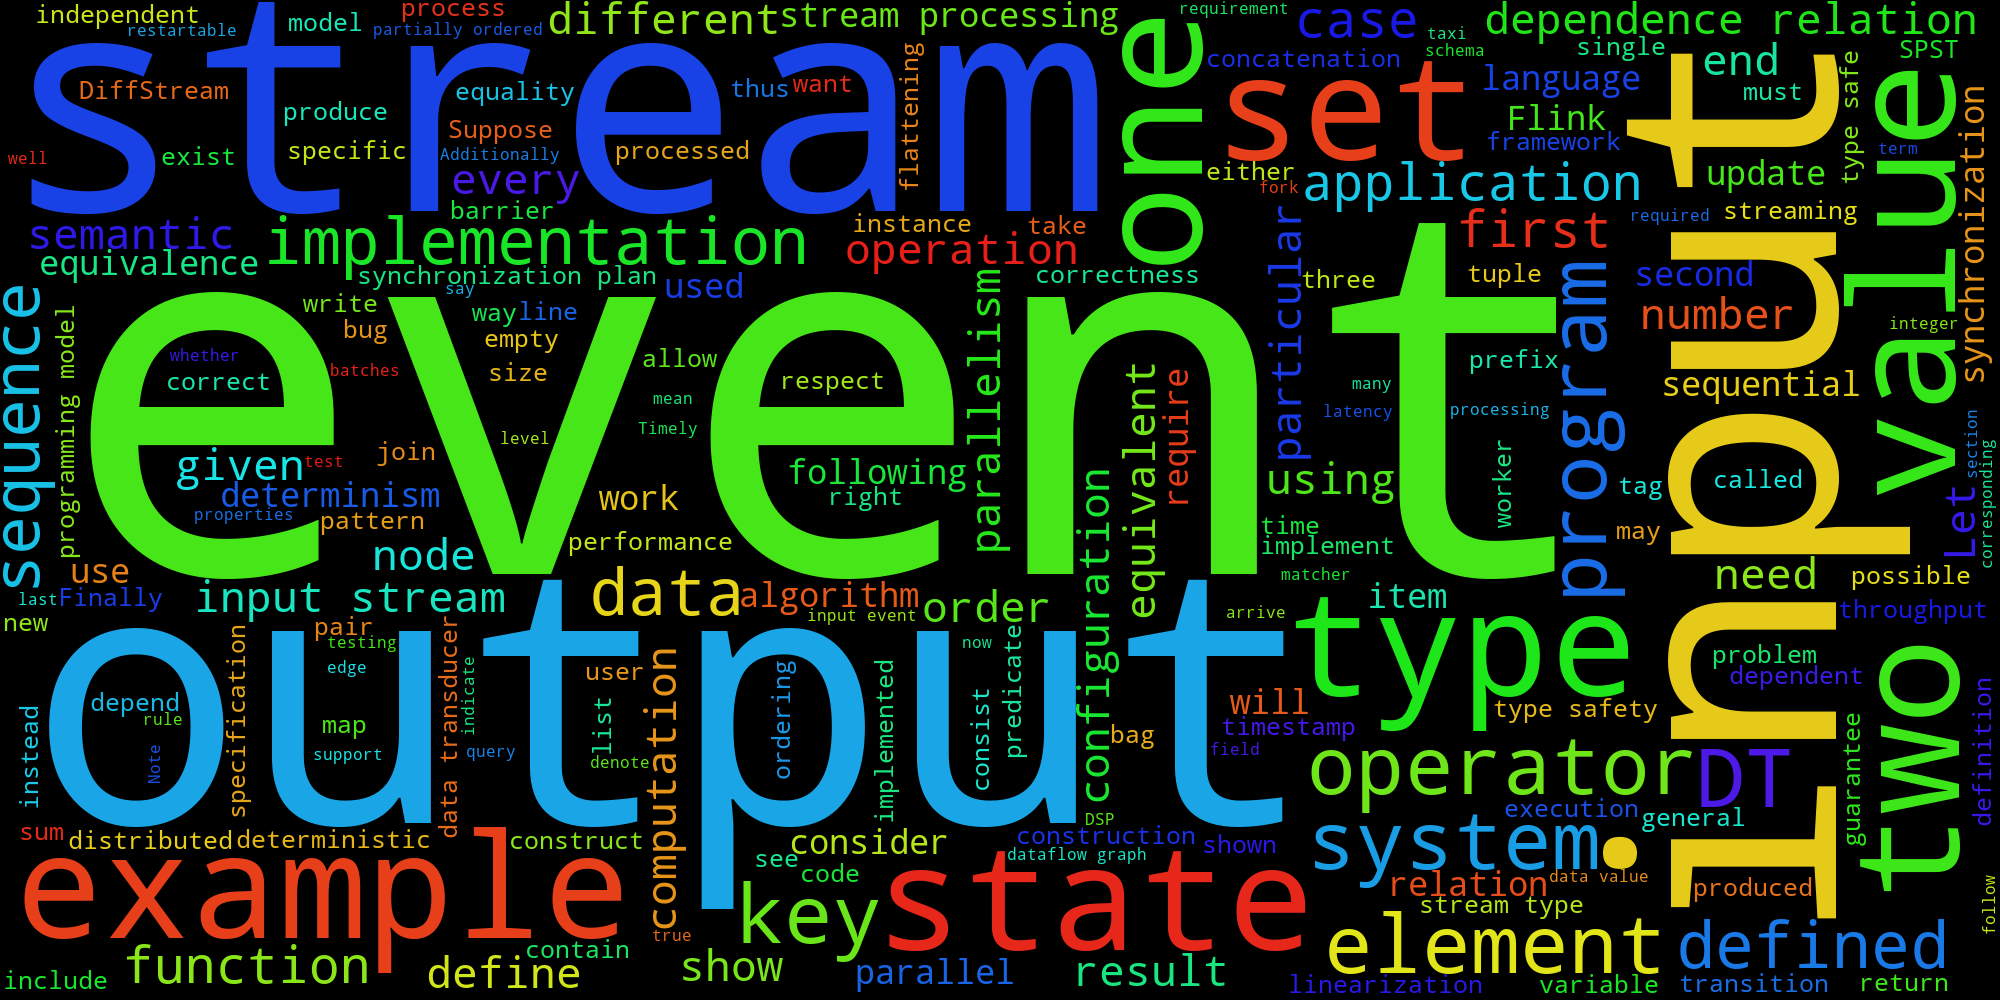 independent
restartable
model
process
partially ordered
different
stream processing
requirement
case
taxi
schema
dependence relation
single
SPST
stream
DiffStream
produce
equality
thus
want
flattening
one
concatenation
set
language
end
must
type safe
value
synchronization
well
exist
specific
Suppose
Additionally
processed
every
barrier
either
fork
application
Flink
framework
update
term
input
semantic
implementation
instance
take
operation
particular
first
required
streaming
equivalence
synchronization plan
used
correctness
three
tuple
second
sequence
programming model
write
say
way
line
bug
empty
parallelism
program
number
integer
event
whether
correct
batches
size
allow
respect
mean
Timely
level
equivalent
require
many
latency
prefix
processing
sequential
given
test
join
determinism
properties
pattern
work
following
right
configuration
using
worker
tag
called
Let
section
corresponding
node
performance
time
implement
may
use
last
Finally
input stream
data
algorithm
input event
order
matcher
arrive
item
need
possible
throughput
new
pair
testing
edge
data transducer
indicate
user
output
now
predicate
type
problem
dependent
instead
depend
rule
Note
specification
map
support
query
list
denote
computation
ordering
implemented
consist
bag
will
timestamp
field
type safety
guarantee
two
definition
operator
DT
sum
distributed
deterministic
construct
see
consider
code
DSP
construction
dataflow graph
shown
system
execution
general
example
true
key
state
relation
data value
stream type
produced
follow
element
defined
include
function
contain
define
show
parallel
result
linearization
variable
transition
return